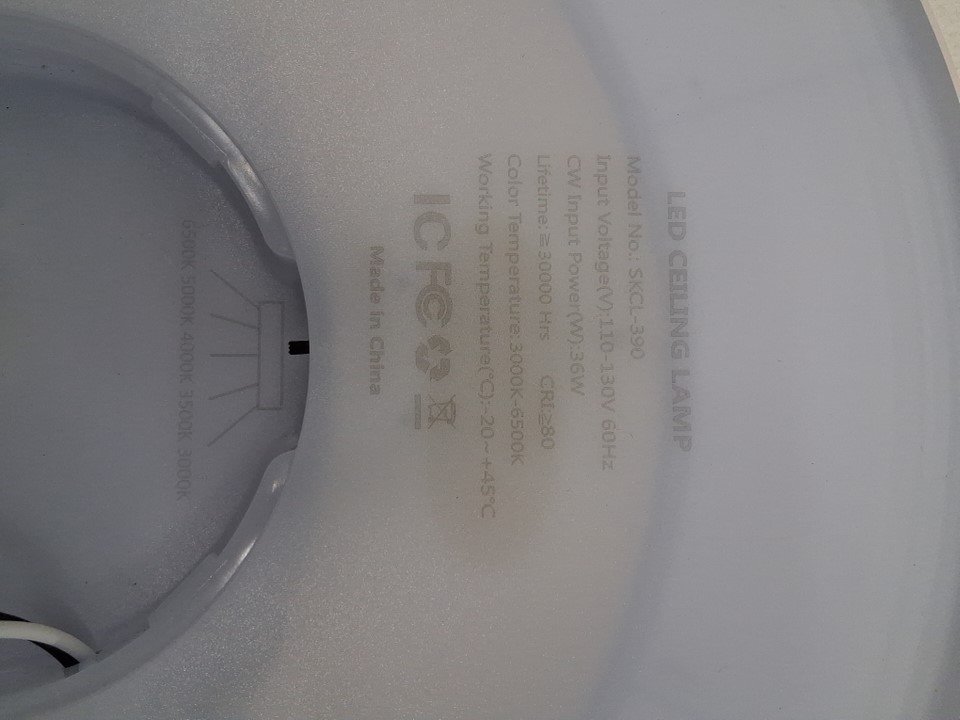 LED CEILING LAMP
Model No.: SKCL-390
Input Voltage(V):110-130V 60Hz
CW Input Power(W):36W
Lifetime:≥30000 Hrs CRI≥80
Color Temperature:3000K-6500K
Working Temperature(°C):-20~+45°C
IC FC
Made in China
6500K 5000K 4000K 3500K 3000K